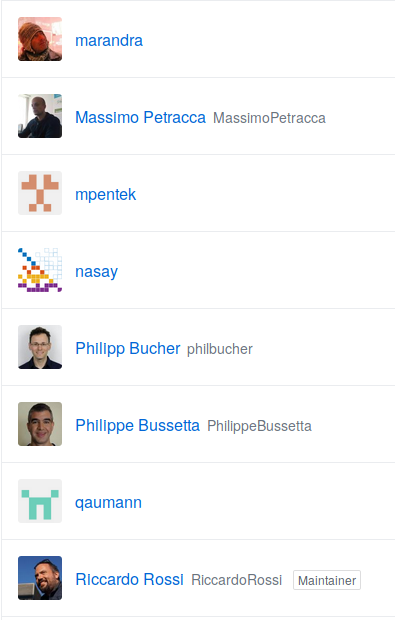 marandra
Massimo Petracca MassimoPetracca
mpentek
nasay
Philipp Bucher philbucher
Philippe Bussetta PhilippeBussetta
qaumann
Riccardo Rossi RiccardoRossi Maintainer